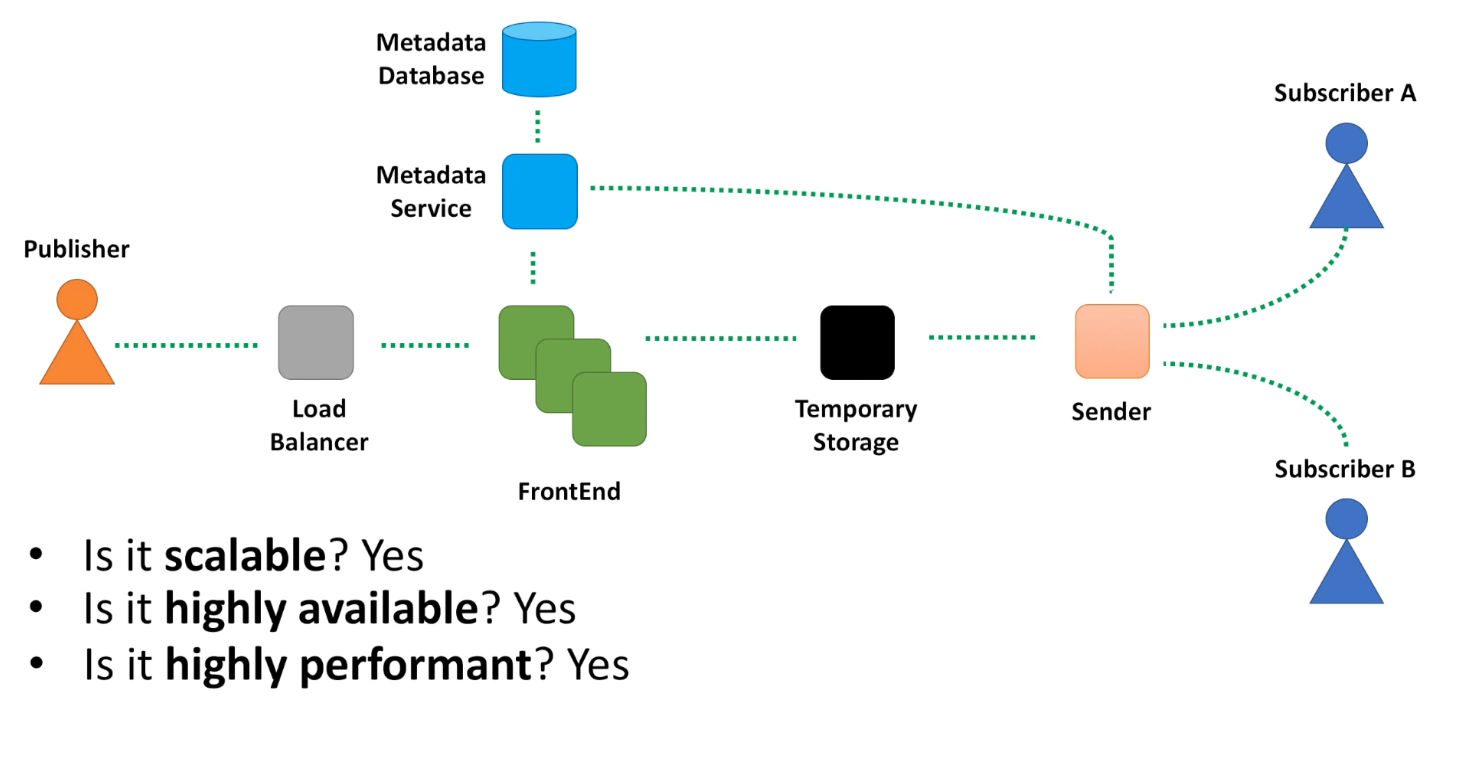 Metadata
Database
Subscriber A
Metadata
Service
Publisher
Load
Balancer
Temporary
Storage
Sender
Subscriber B
FrontEnd
• Is it scalable? Yes
• Is it highly available? Yes
• Is it highly performant? Yes